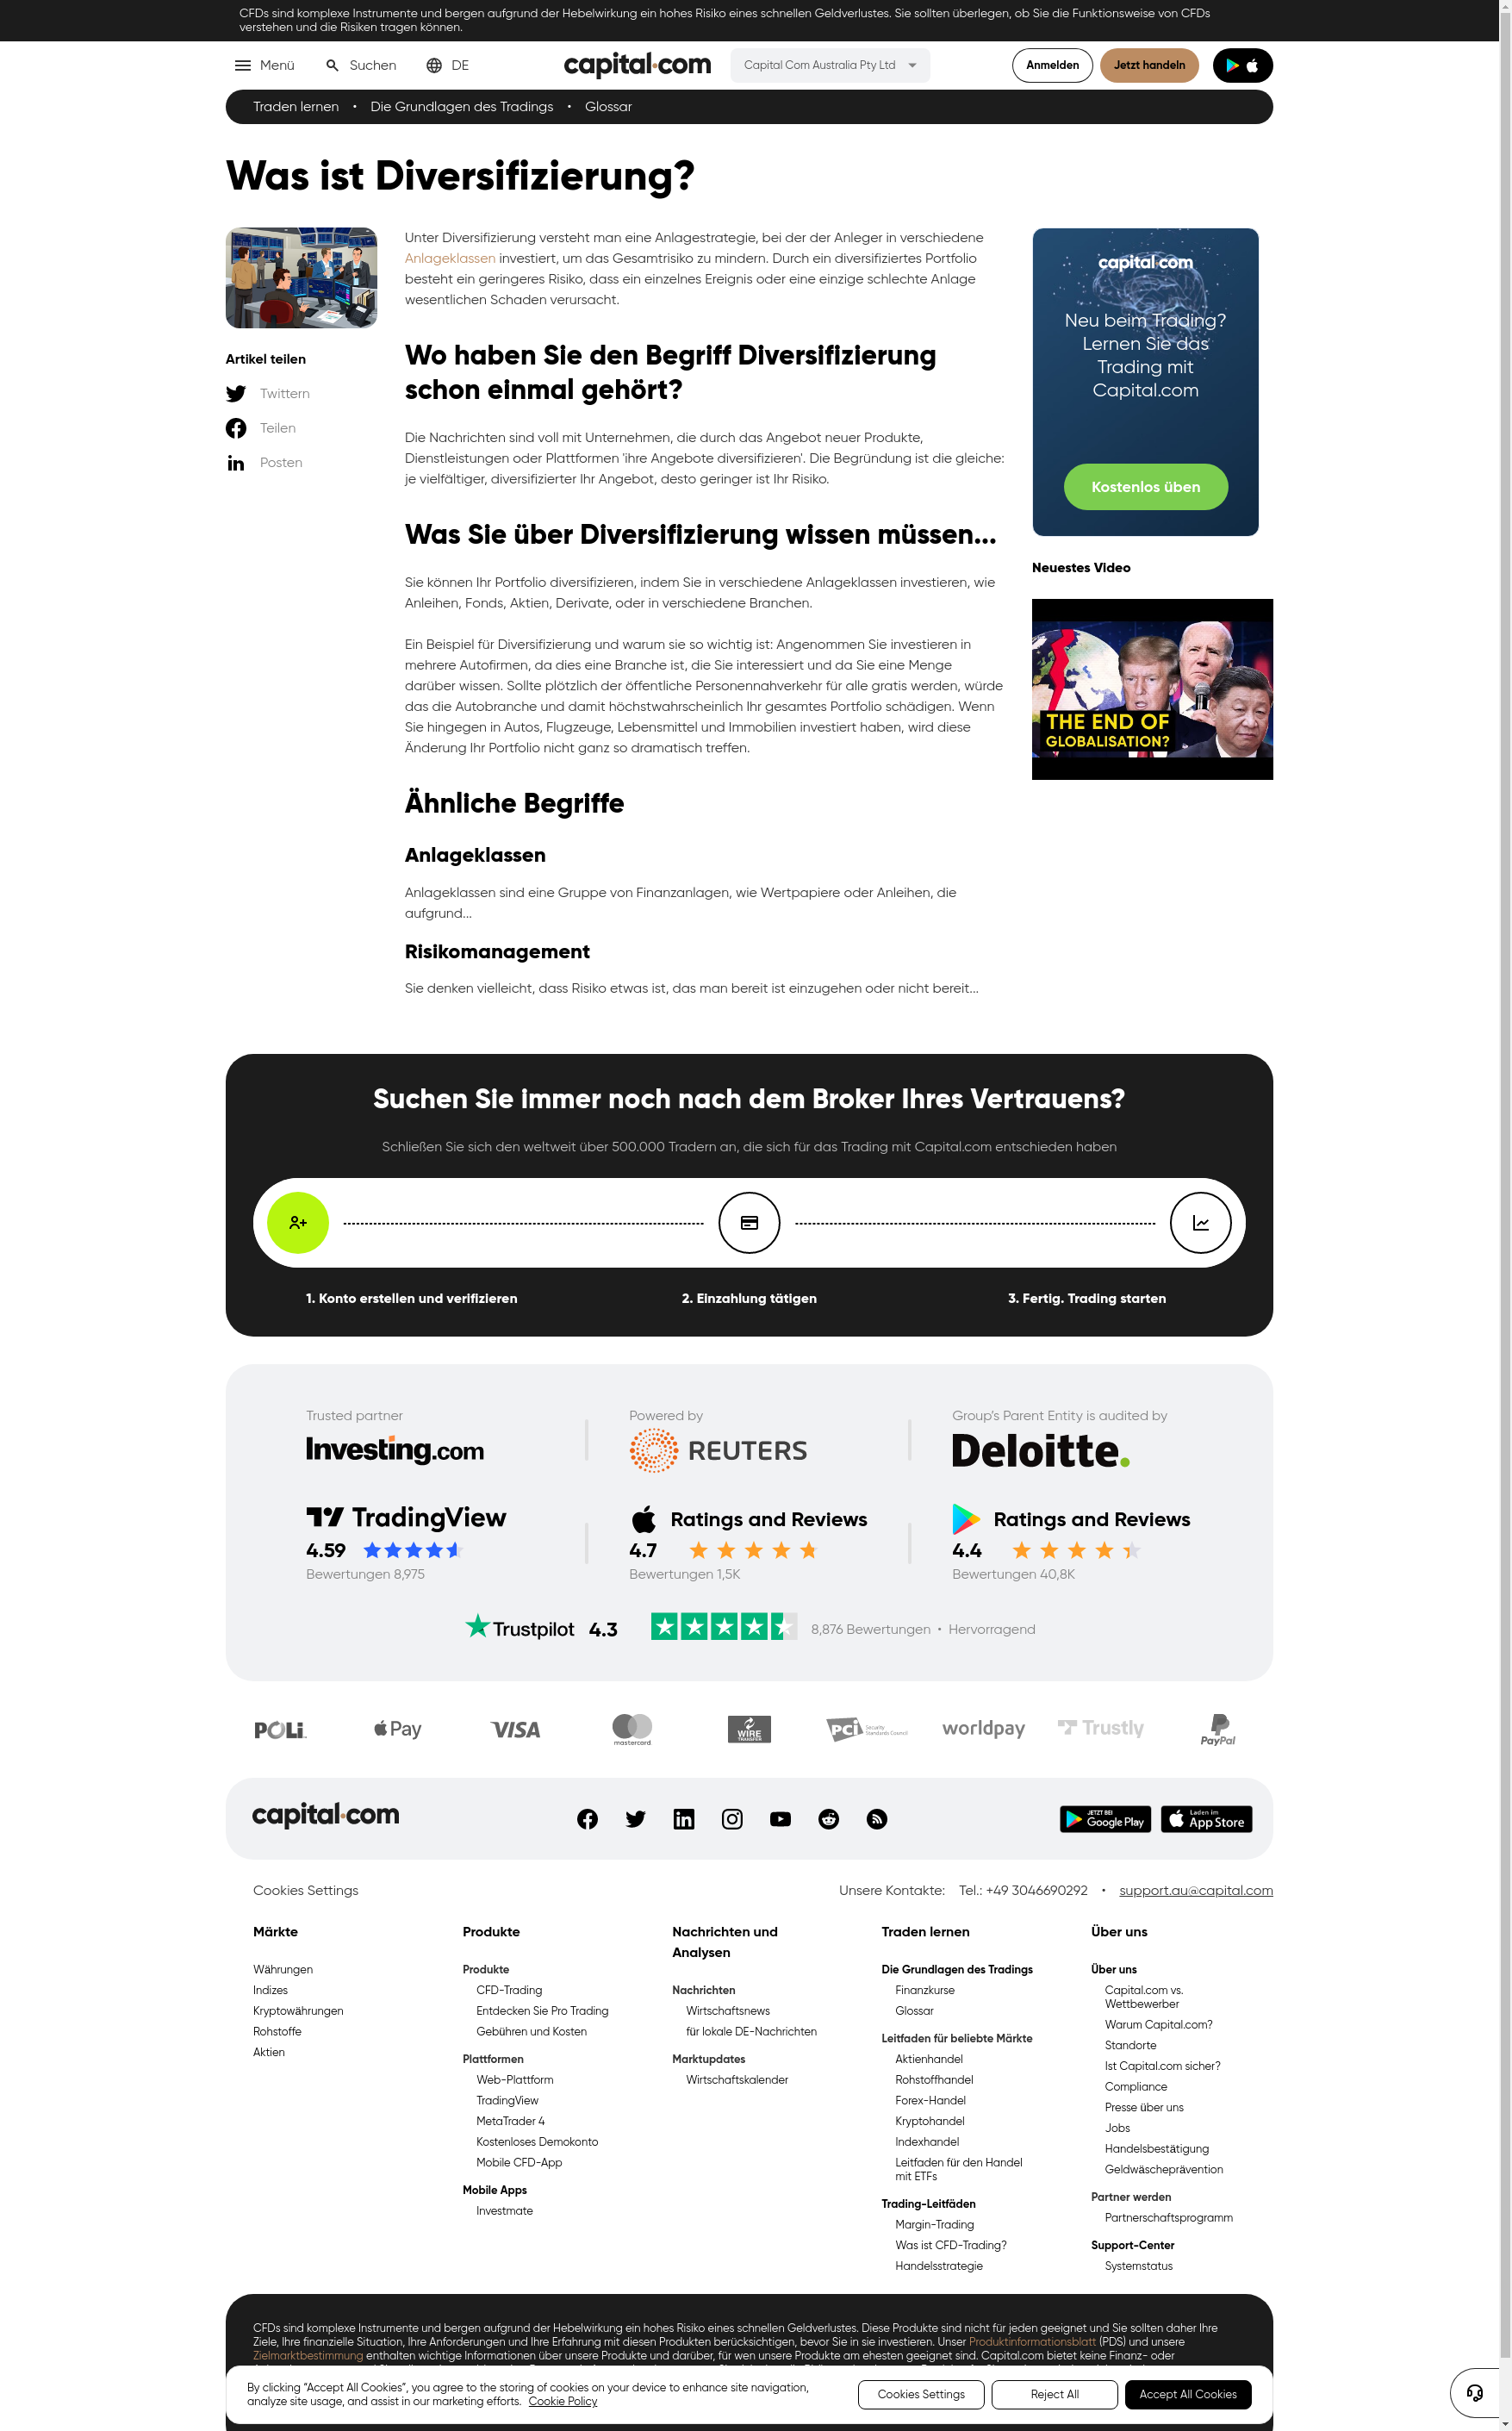 CFDs sind komplexe Instrumente und bergen aufgrund der Hebelwirkung ein hohes Risiko eines schnellen Geldverlustes. Sie sollten überlegen, ob Sie die Funktionsweise von CFDs
verstehen und die Risiken tragen können.
Menü
Suchen
DE
capital.com
Capital Com Australia Pty Ltd
Anmelden
Jetzt handeln
Traden lernen • Die Grundlagen des Tradings • Glossar
Was ist Diversifizierung?
Artikel teilen
Twittern
Teilen
Posten
Unter Diversifizierung versteht man eine Anlagestrategie, bei der der Anleger in verschiedene
Anlageklassen investiert, um das Gesamtrisiko zu mindern. Durch ein diversifiziertes Portfolio
besteht ein geringeres Risiko, dass ein einzelnes Ereignis oder eine einzige schlechte Anlage
wesentlichen Schaden verursacht.
Wo haben Sie den Begriff Diversifizierung
schon einmal gehört?
Die Nachrichten sind voll mit Unternehmen, die durch das Angebot neuer Produkte,
Dienstleistungen oder Plattformen 'ihre Angebote diversifizieren'. Die Begründung ist die gleiche:
je vielfältiger, diversifizierter Ihr Angebot, desto geringer ist Ihr Risiko.
Was Sie über Diversifizierung wissen müssen...
Sie können Ihr Portfolio diversifizieren, indem Sie in verschiedene Anlageklassen investieren, wie
Anleihen, Fonds, Aktien, Derivate, oder in verschiedene Branchen.
Ein Beispiel für Diversifizierung und warum sie so wichtig ist: Angenommen Sie investieren in
mehrere Autofirmen, da dies eine Branche ist, die Sie interessiert und da Sie eine Menge
darüber wissen. Sollte plötzlich der öffentliche Personennahverkehr für alle gratis werden, würde
das die Autobranche und damit höchstwahrscheinlich Ihr gesamtes Portfolio schädigen. Wenn
Sie hingegen in Autos, Flugzeuge, Lebensmittel und Immobilien investiert haben, wird diese
Änderung Ihr Portfolio nicht ganz so dramatisch treffen.
Ähnliche Begriffe
Anlageklassen
Anlageklassen sind eine Gruppe von Finanzanlagen, wie Wertpapiere oder Anleihen, die
aufgrund...
Risikomanagement
Sie denken vielleicht, dass Risiko etwas ist, das man bereit ist einzugehen oder nicht bereit...
capital.com
Neu beim Trading?
Lernen Sie das
Trading mit
Capital.com
Kostenlos üben
Neuestes Video
THE END OF
GLOBALISATION?
Suchen Sie immer noch nach dem Broker Ihres Vertrauens?
Schließen Sie sich den weltweit über 500.000 Tradern an, die sich für das Trading mit Capital.com entschieden haben
1. Konto erstellen und verifizieren
2. Einzahlung tätigen
3. Fertig. Trading starten
Trusted partner
Investing.com
Powered by
REUTERS
Group's Parent Entity is audited by
Deloitte.
TradingView
4.59
Bewertungen 8,975
Ratings and Reviews
4.7
Bewertungen 1,5K
Ratings and Reviews
4.4
Bewertungen 40,8K
Trustpilot 4.3
8,876 Bewertungen • Hervorragend
POLi
Pay
VISA
mastercard
WIRE
TRANSFER
PCI Security
Standards Council
worldpay
Trustly
PayPal
capital.com
JETZT BEI
Google Play
Laden im
App Store
Cookies Settings
Unsere Kontakte: Tel.: +49 3046690292 • support.au@capital.com
Märkte
Währungen
Indizes
Kryptowährungen
Rohstoffe
Aktien
Produkte
Produkte
CFD-Trading
Entdecken Sie Pro Trading
Gebühren und Kosten
Plattformen
Web-Plattform
TradingView
MetaTrader 4
Kostenloses Demokonto
Mobile CFD-App
Mobile Apps
Investmate
Nachrichten und
Analysen
Nachrichten
Wirtschaftsnews
für lokale DE-Nachrichten
Marktupdates
Wirtschaftskalender
Traden lernen
Die Grundlagen des Tradings
Finanzkurse
Glossar
Leitfaden für beliebte Märkte
Aktienhandel
Rohstoffhandel
Forex-Handel
Kryptohandel
Indexhandel
Leitfaden für den Handel
mit ETFs
Trading-Leitfäden
Margin-Trading
Was ist CFD-Trading?
Handelsstrategie
Über uns
Über uns
Capital.com vs.
Wettbewerber
Warum Capital.com?
Standorte
Ist Capital.com sicher?
Compliance
Presse über uns
Jobs
Handelsbestätigung
Geldwäscheprävention
Partner werden
Partnerschaftsprogramm
Support-Center
Systemstatus
CFDs sind komplexe Instrumente und bergen aufgrund der Hebelwirkung ein hohes Risiko eines schnellen Geldverlustes. Diese Produkte sind nicht für jeden geeignet und Sie sollten daher Ihre
Ziele, Ihre finanzielle Situation, Ihre Anforderungen und Ihre Erfahrung mit diesen Produkten berücksichtigen, bevor Sie in sie investieren. Unser Produktinformationsblatt (PDS) und unsere
Zielmarktbestimmung enthalten wichtige Informationen über unsere Produkte und darüber, für wen unsere Produkte am ehesten geeignet sind. Capital.com bietet keine Finanz- oder
By clicking “Accept All Cookies”, you agree to the storing of cookies on your device to enhance site navigation,
analyze site usage, and assist in our marketing efforts. Cookie Policy
Cookies Settings
Reject All
Accept All Cookies